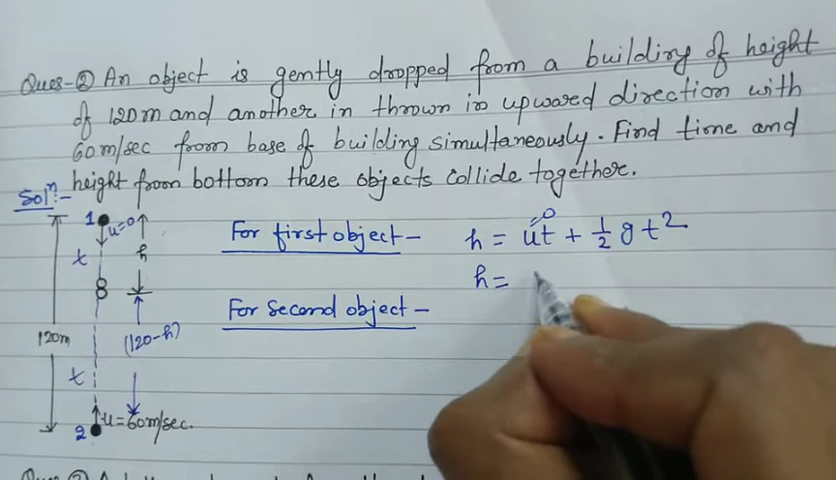 Ques-② An object is gently dropped from a building of height
of 120m and another in thrown in upward direction with
60m/sec from base of building simultaneously. Find time and
height from bottom these objects collide together.
Solⁿ:-
1 u=0
t
h
120m
(120-h)
t
2 u=60m/sec.
For first object - h = ut + 1/2 g t²
=0
h =
For Second object -